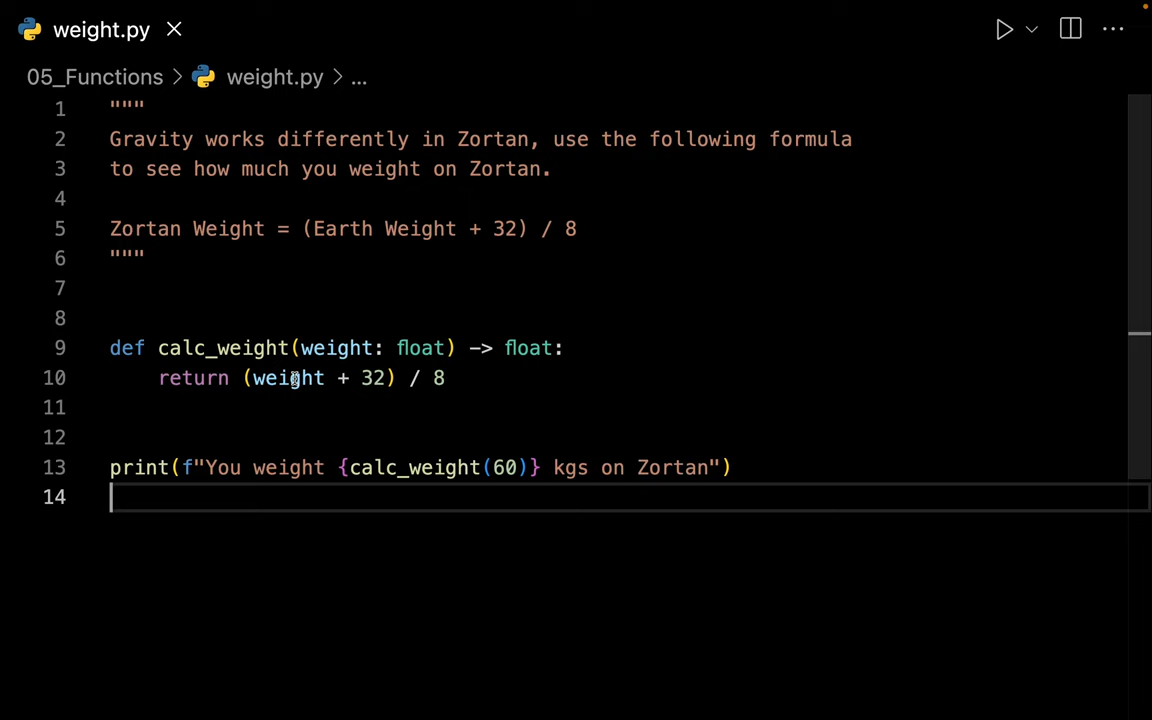 weight.py
05_Functions > weight.py > ...
1 """
2 Gravity works differently in Zortan, use the following formula
3 to see how much you weight on Zortan.
4
5 Zortan Weight = (Earth Weight + 32) / 8
6 """
7
8
9 def calc_weight(weight: float) -> float:
10     return (weight + 32) / 8
11
12
13 print(f"You weight {calc_weight(60)} kgs on Zortan")
14